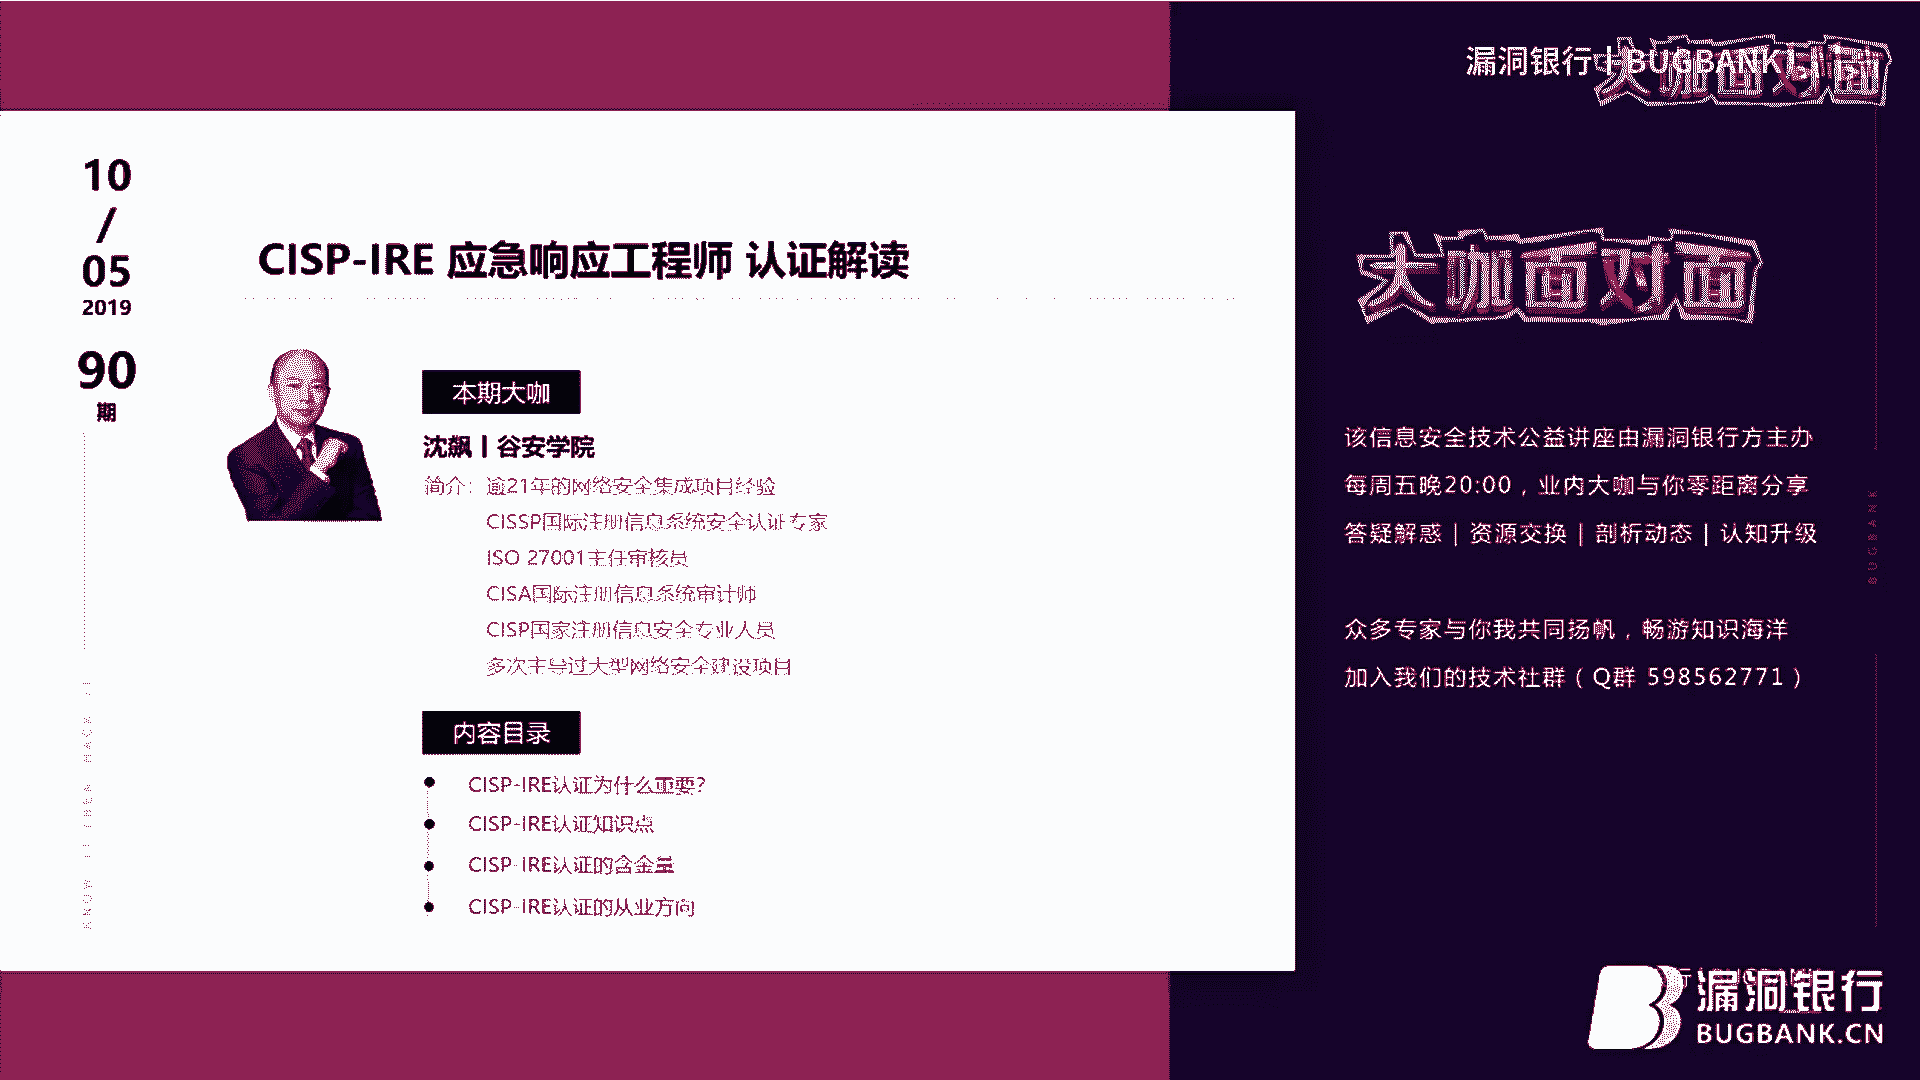 漏洞银行丨BUGBANK
大咖面对面
10
/
05
2019
90
期
CISP-IRE 应急响应工程师 认证解读
本期大咖
沈飙丨谷安学院
简介：逾21年的网络安全集成项目经验
CISSP国际注册信息系统安全认证专家
ISO 27001主任审核员
CISA国际注册信息系统审计师
CISP国家注册信息安全专业人员
多次主导过大型网络安全建设项目
内容目录
CISP-IRE认证为什么重要?
CISP-IRE认证知识点
CISP-IRE认证的含金量
CISP-IRE认证的从业方向
大咖面对面
该信息安全技术公益讲座由漏洞银行方主办
每周五晚20:00，业内大咖与你零距离分享
答疑解惑 | 资源交换 | 剖析动态 | 认知升级
众多专家与你我共同扬帆，畅游知识海洋
加入我们的技术社群（Q群 598562771）
BUGBANK
漏洞银行
BUGBANK.CN